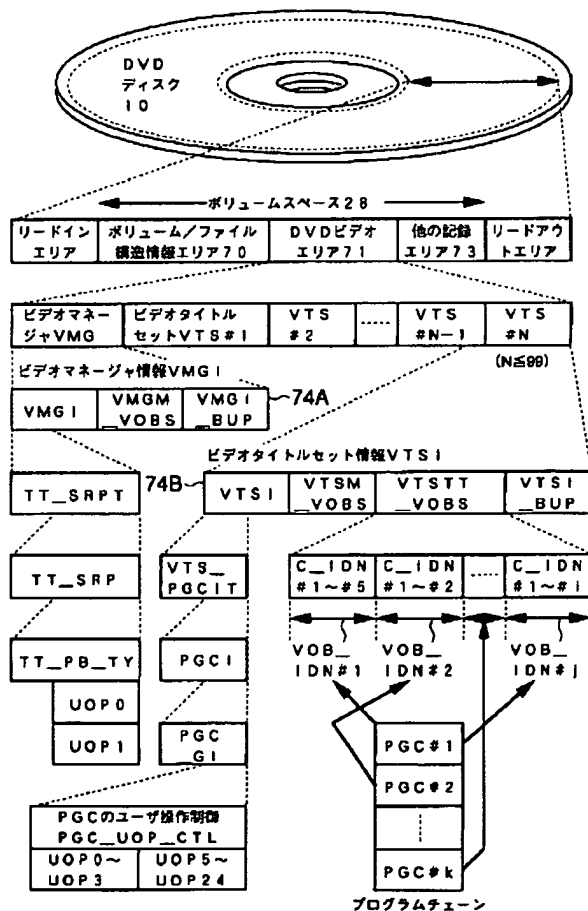 DVD
ディスク
10
ボリュームスペース28
リードイン
エリア
ボリューム/ファイル
構造情報エリア70
DVDビデオ
エリア71
他の記録
エリア73
リードアウ
トエリア
ビデオマネー
ジャVMG
ビデオタイトル
セットVTS#1
VTS
#2
VTS
#N-1
VTS
#N
(N≦99)
ビデオマネージャ情報VMGI
VMGI
VMGM
_VOBS
VMGI
_BUP
74A
ビデオタイトルセット情報VTSI
TT_SRPT
74B
VTSI
VTSM
_VOBS
VTSTT
_VOBS
VTSI
_BUP
TT_SRP
VTS_
PGCIT
C_IDN
#1~#5
C_IDN
#1~#2
C_IDN
#1~#i
TT_PB_TY
PGCI
VOB_
IDN#1
VOB_
IDN#2
VOB_
IDN#j
UOP0
UOP1
PGC
_GI
PGC#1
PGC#2
PGC#k
PGCのユーザ操作制御
PGC_UOP_CTL
UOP0~
UOP3
UOP5~
UOP24
プログラムチェーン